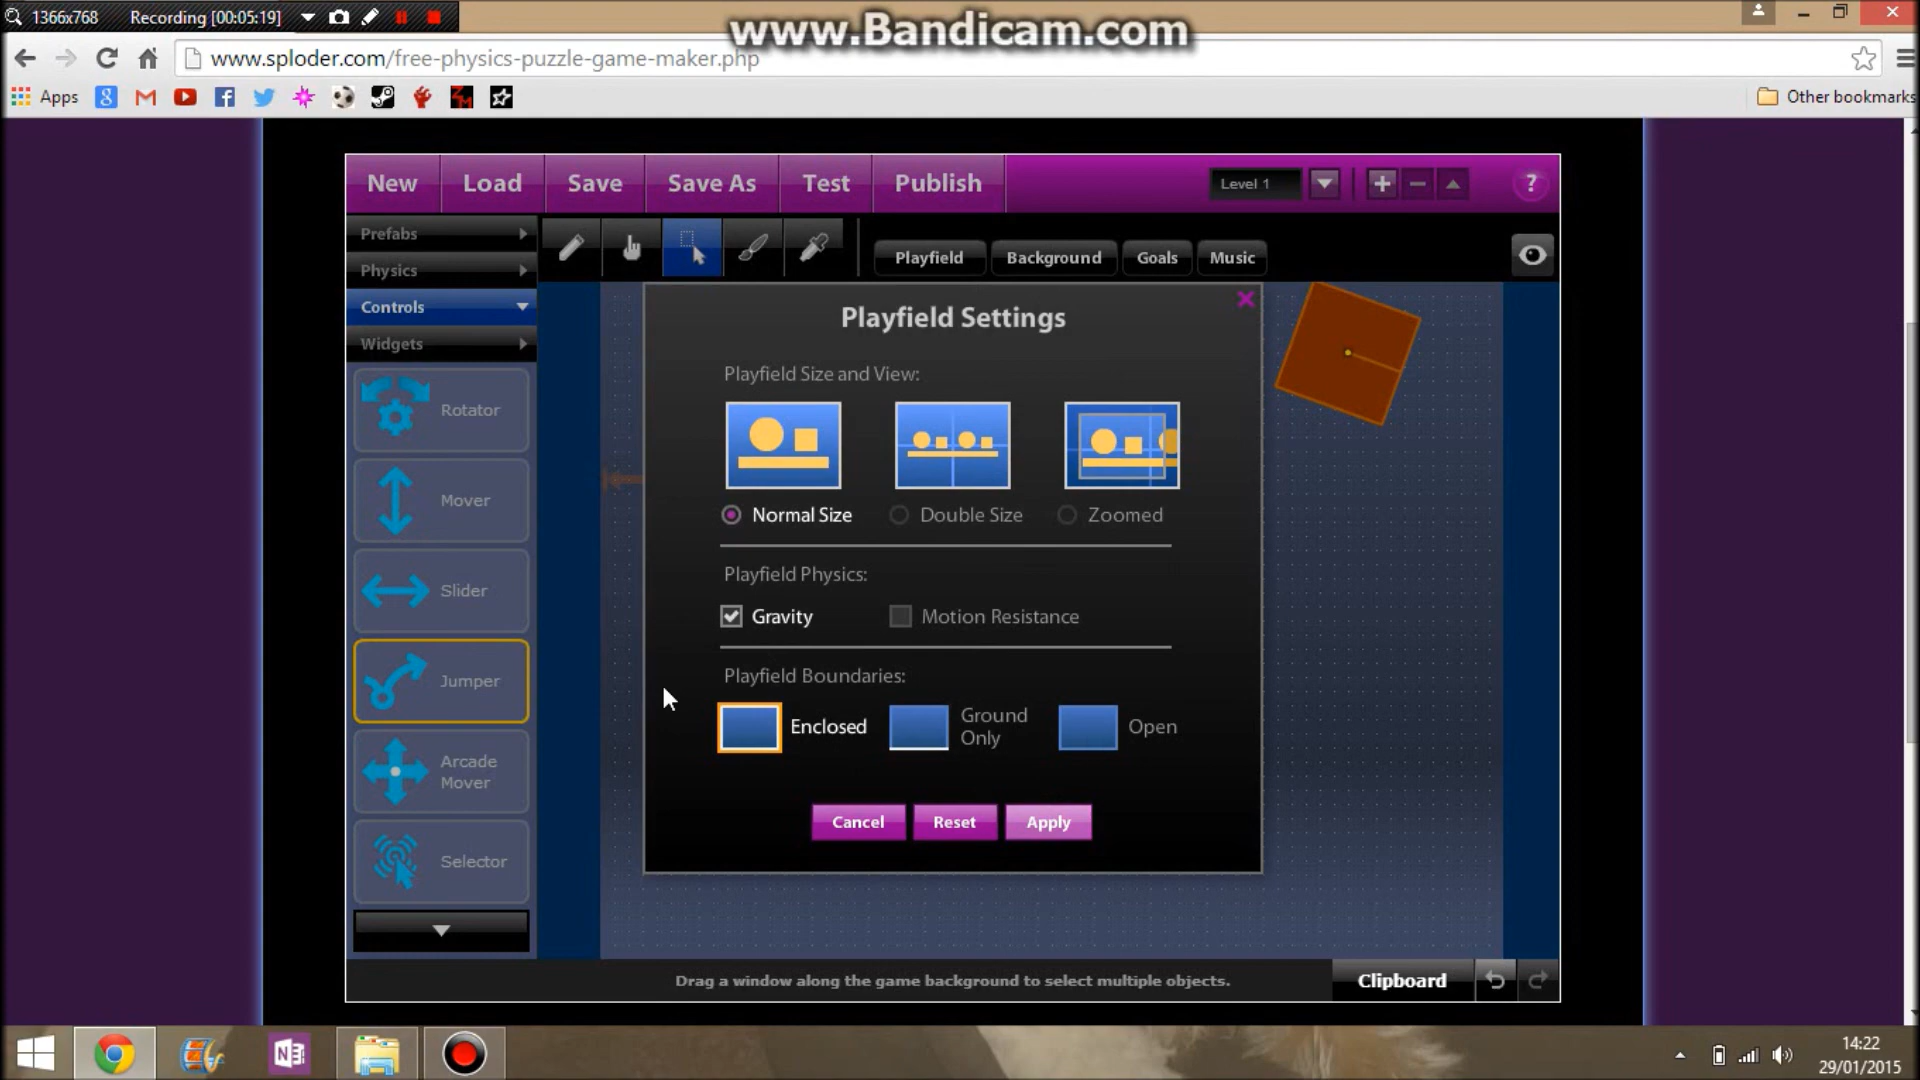 1366x768
Recording [00:05:19]
www.Bandicam.com
www.sploder.com/free-physics-puzzle-game-maker.php
Apps
Other bookmarks
New
Load
Save
Save As
Test
Publish
Level 1
?
Prefabs
Physics
Controls
Widgets
Playfield
Background
Goals
Music
Rotator
Mover
Slider
Jumper
Arcade
Mover
Selector
Playfield Settings
Playfield Size and View:
Normal Size
Double Size
Zoomed
Playfield Physics:
Gravity
Motion Resistance
Playfield Boundaries:
Enclosed
Ground
Only
Open
Cancel
Reset
Apply
Drag a window along the game background to select multiple objects.
Clipboard
14:22
29/01/2015